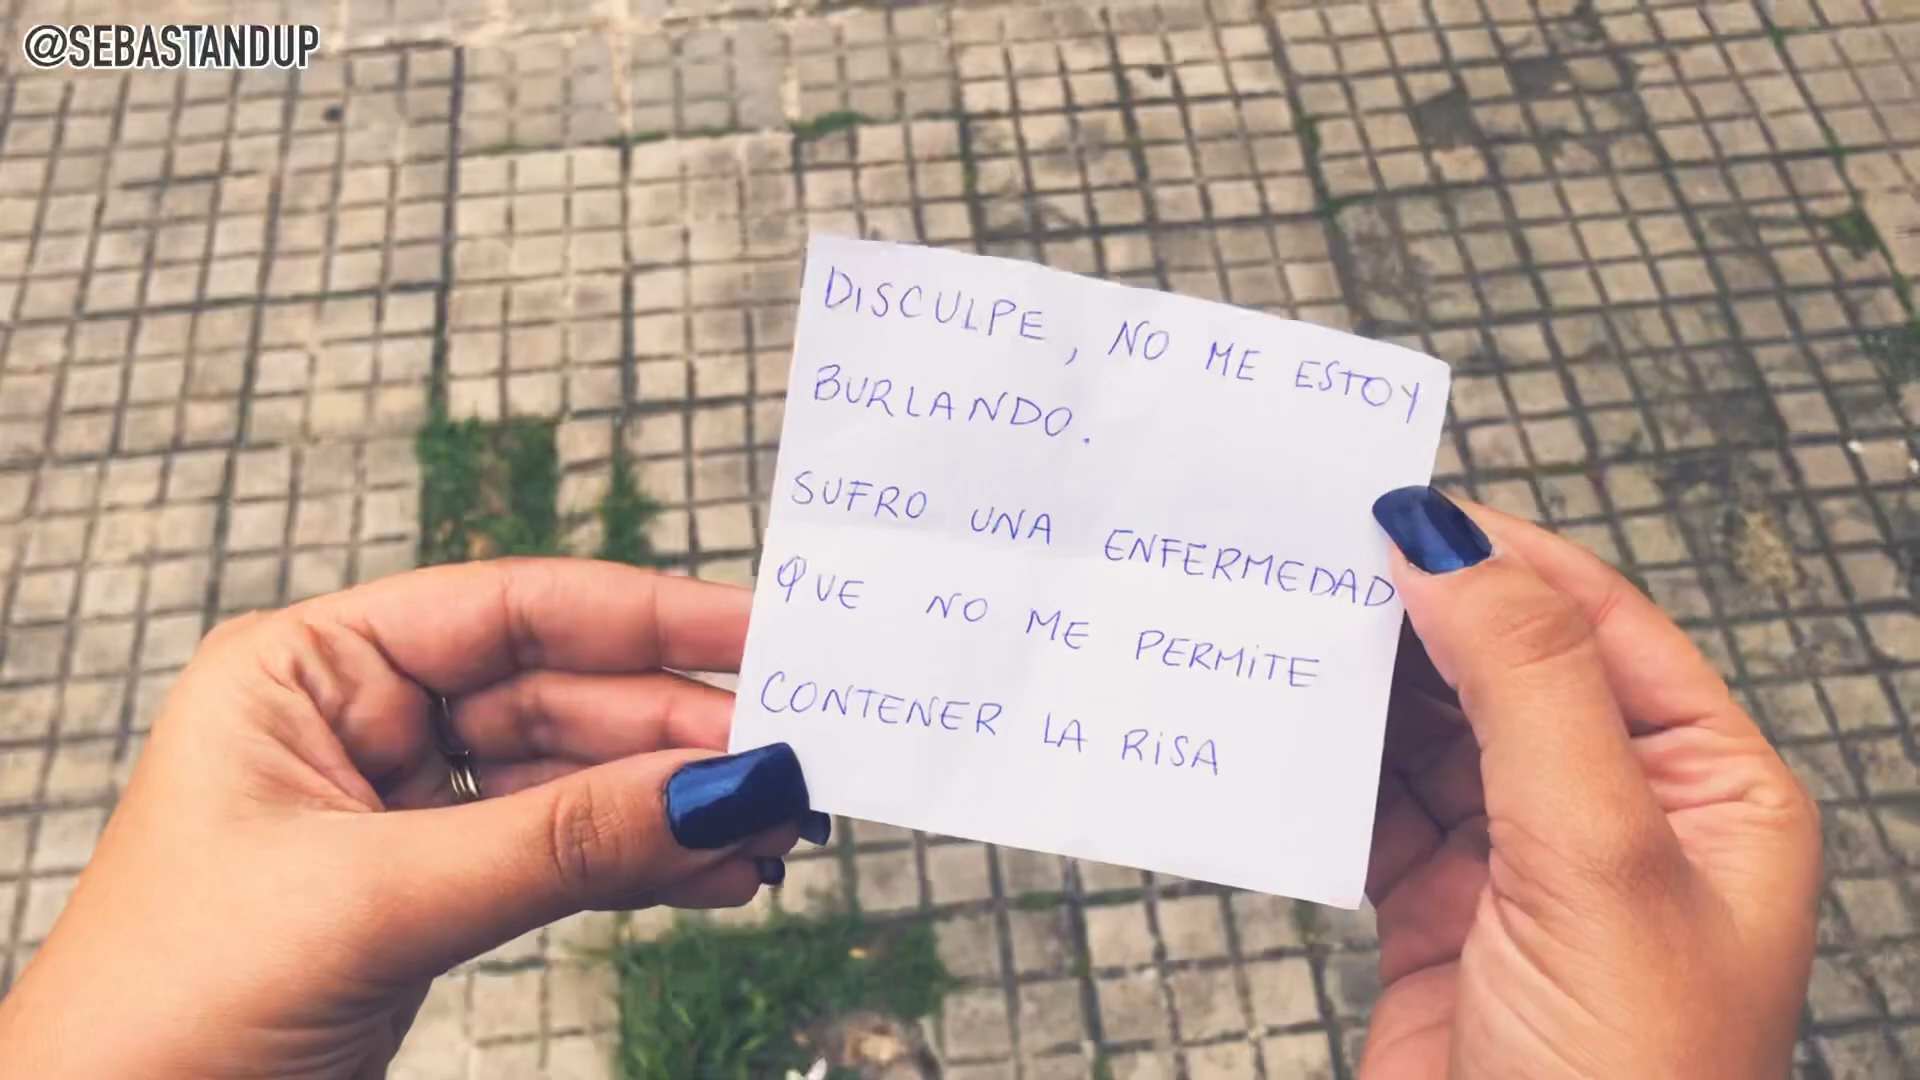 @SEBASTANDUP
DISCULPE, NO ME ESTOY
BURLANDO.
SUFRO UNA ENFERMEDAD
QUE NO ME PERMITE
CONTENER LA RISA